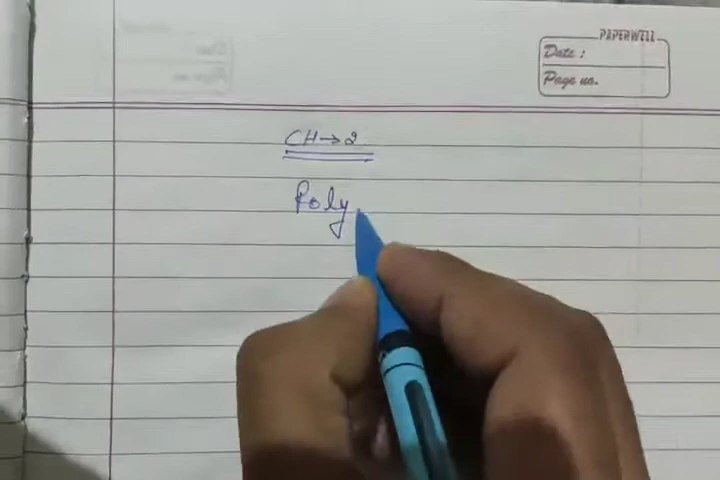 PAPERWELL
Date :
Page no.
CH→2
Poly